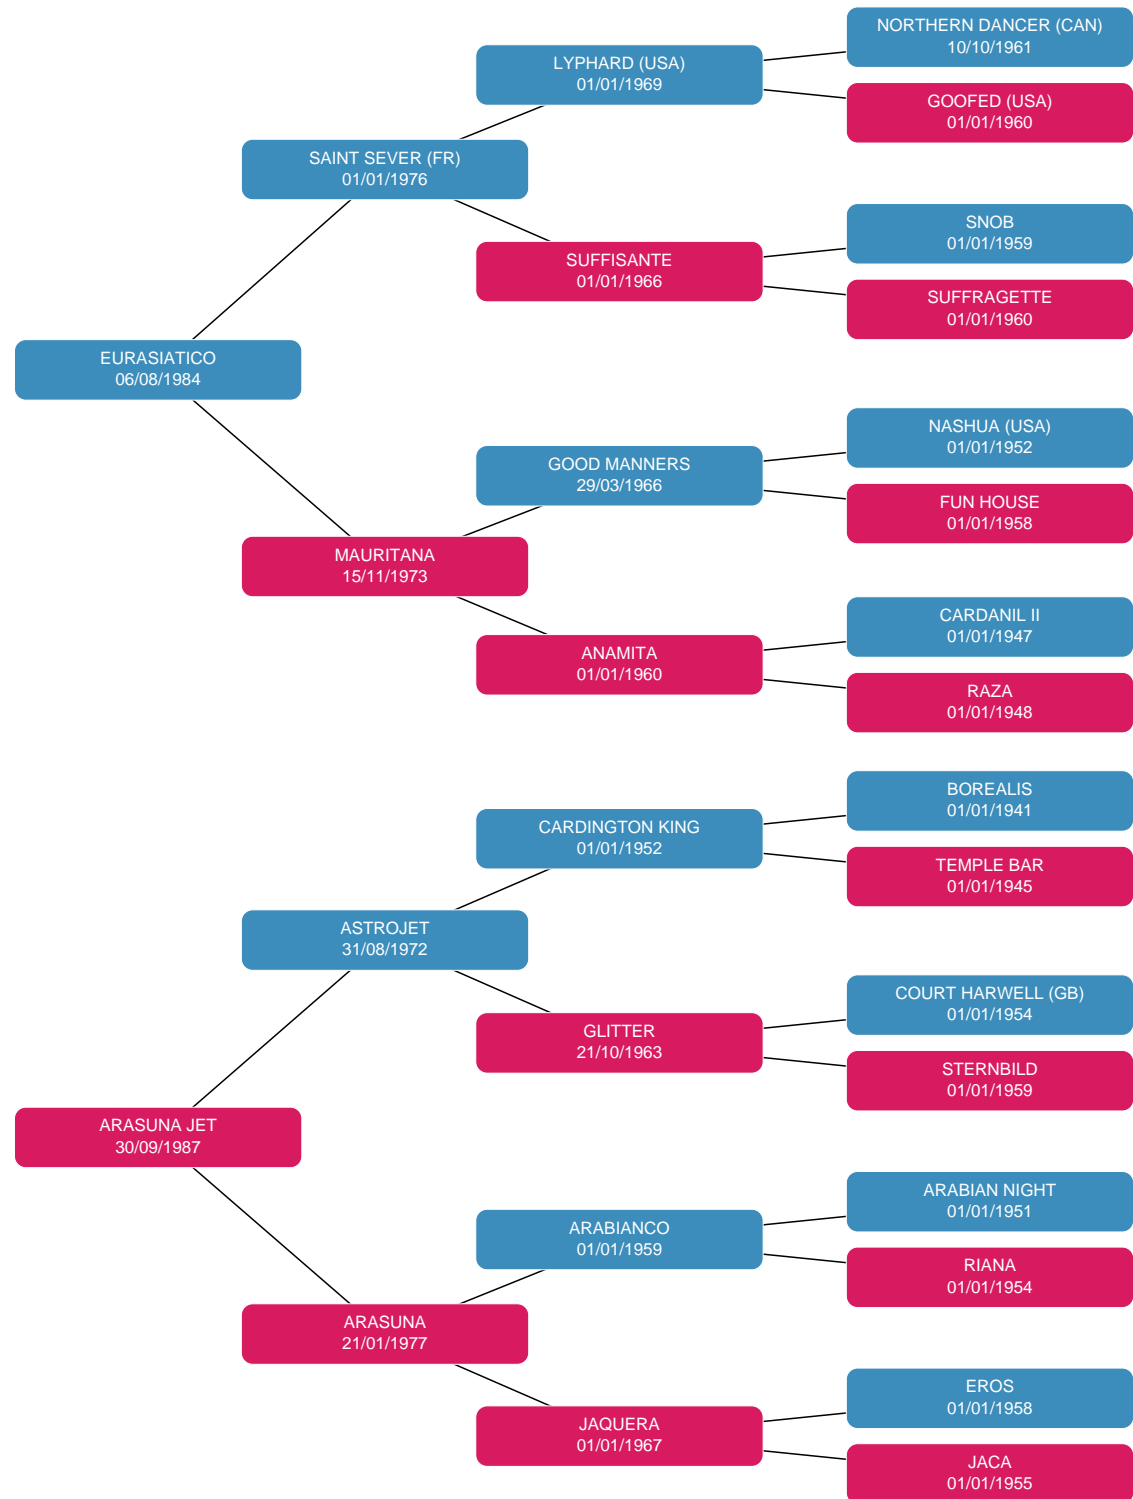 NORTHERN DANCER (CAN)
10/10/1961
LYPHARD (USA)
01/01/1969
GOOFED (USA)
01/01/1960
SAINT SEVER (FR)
01/01/1976
SNOB
01/01/1959
SUFFISANTE
01/01/1966
SUFFRAGETTE
01/01/1960
EURASIATICO
06/08/1984
NASHUA (USA)
01/01/1952
GOOD MANNERS
29/03/1966
FUN HOUSE
01/01/1958
MAURITANA
15/11/1973
CARDANIL II
01/01/1947
ANAMITA
01/01/1960
RAZA
01/01/1948
BOREALIS
01/01/1941
CARDINGTON KING
01/01/1952
TEMPLE BAR
01/01/1945
ASTROJET
31/08/1972
COURT HARWELL (GB)
01/01/1954
GLITTER
21/10/1963
STERNBILD
01/01/1959
ARASUNA JET
30/09/1987
ARABIAN NIGHT
01/01/1951
ARABIANCO
01/01/1959
RIANA
01/01/1954
ARASUNA
21/01/1977
EROS
01/01/1958
JAQUERA
01/01/1967
JACA
01/01/1955